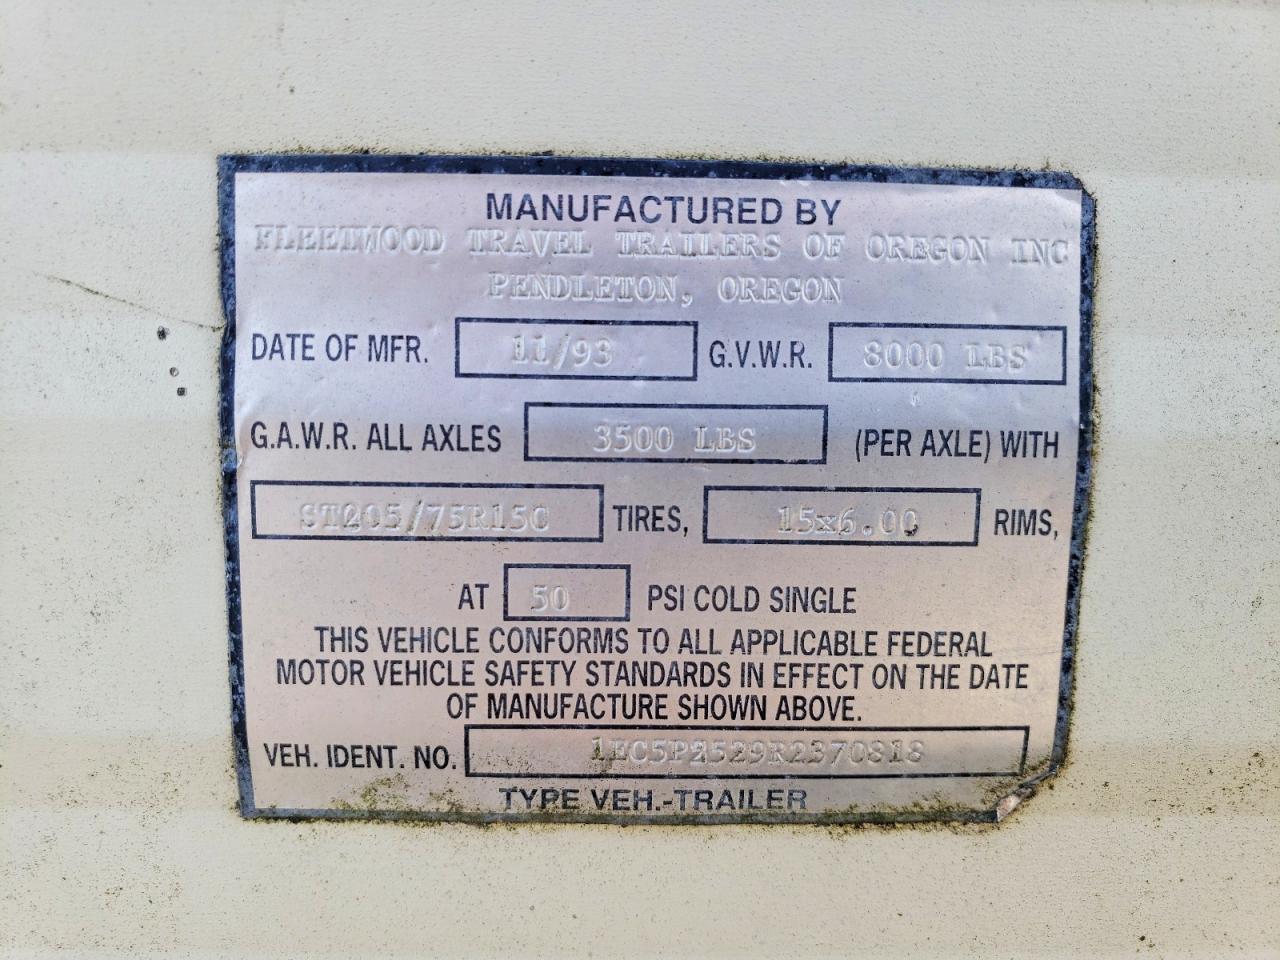 MANUFACTURED BY
FLEETWOOD TRAVEL TRAILERS OF OREGON INC
PENDLETON, OREGON
DATE OF MFR. 11/93 G.V.W.R. 8000 LBS
G.A.W.R. ALL AXLES 3500 LBS (PER AXLE) WITH
ST205/75R15C TIRES, 15x6.00 RIMS,
AT 50 PSI COLD SINGLE
THIS VEHICLE CONFORMS TO ALL APPLICABLE FEDERAL
MOTOR VEHICLE SAFETY STANDARDS IN EFFECT ON THE DATE
OF MANUFACTURE SHOWN ABOVE.
VEH. IDENT. NO. 1EC5P2529R2370818
TYPE VEH.-TRAILER